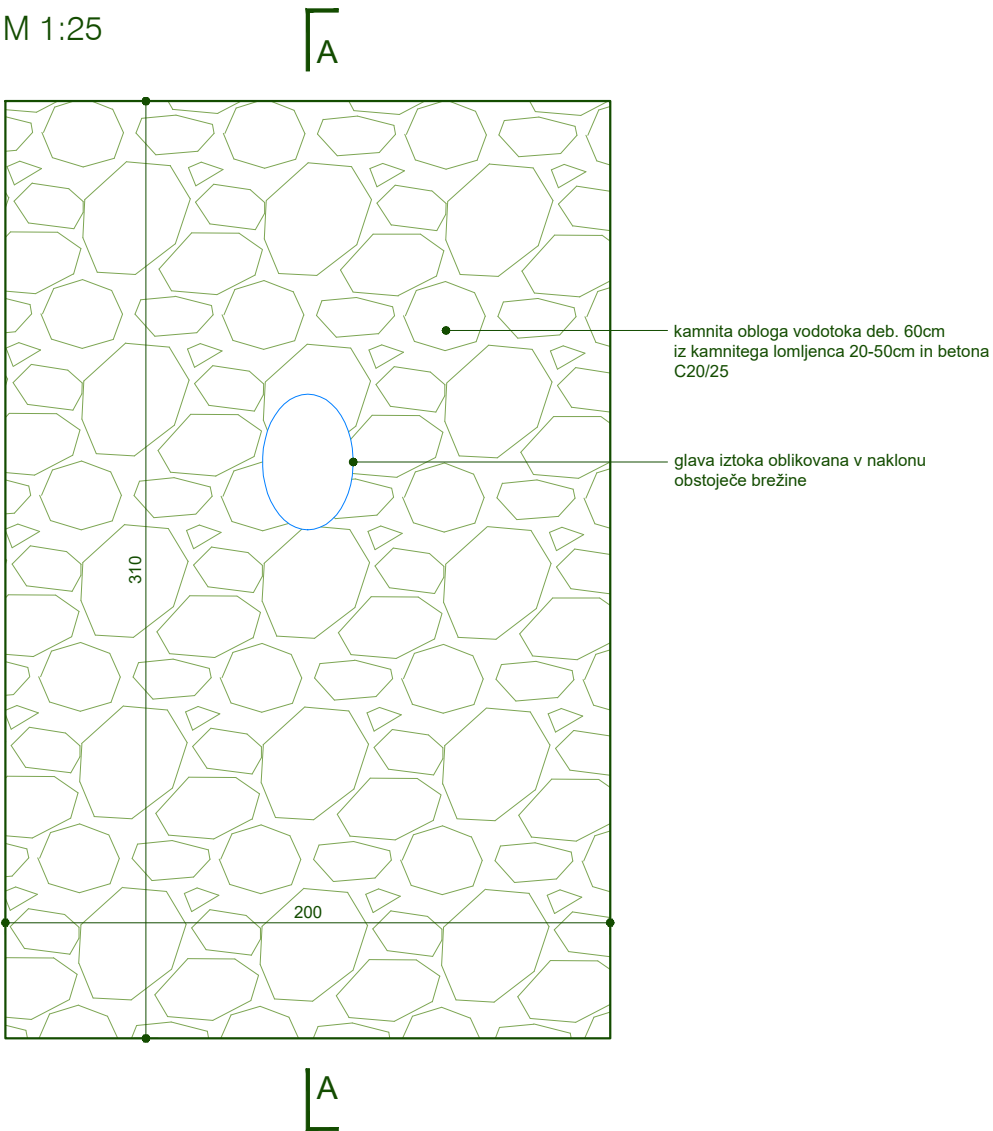 M 1:25
A
kamnita obloga vodotoka deb. 60cm
iz kamnitega lomljenca 20-50cm in betona
C20/25
glava iztoka oblikovana v naklonu
obstoječe brežine
310
200
A